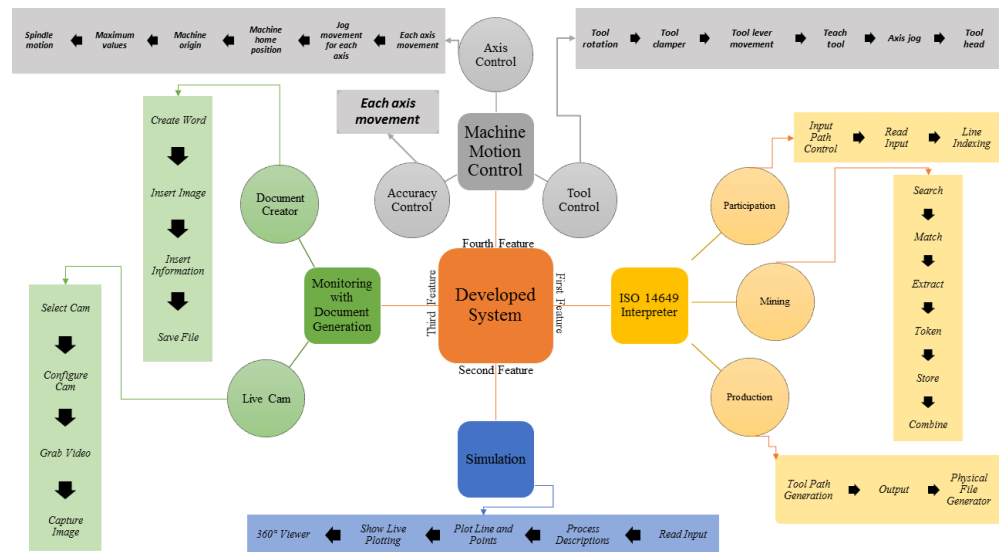 Spindle
motion
Maximum
values
Machine
origin
Machine
home
position
Jog
movement
for each
axis
Each axis
movement
Axis
Control
Tool
rotation
Tool
clamper
Tool lever
movement
Teach
tool
Axis jog
Tool
head
Each axis
movement
Machine
Motion
Control
Accuracy
Control
Tool
Control
Create Word
Insert Image
Insert
Information
Save File
Document
Creator
Input
Path
Control
Read
Input
Line
Indexing
Participation
Search
Match
Extract
Token
Store
Combine
Fourth Feature
Third Feature
Developed
System
First Feature
Second Feature
Monitoring
with
Document
Generation
ISO 14649
Interpreter
Mining
Select Cam
Configure
Cam
Grab Video
Capture
Image
Live Cam
Production
Simulation
Tool Path
Generation
Output
Physical
File
Generator
360° Viewer
Show Live
Plotting
Plot Line and
Points
Process
Descriptions
Read Input